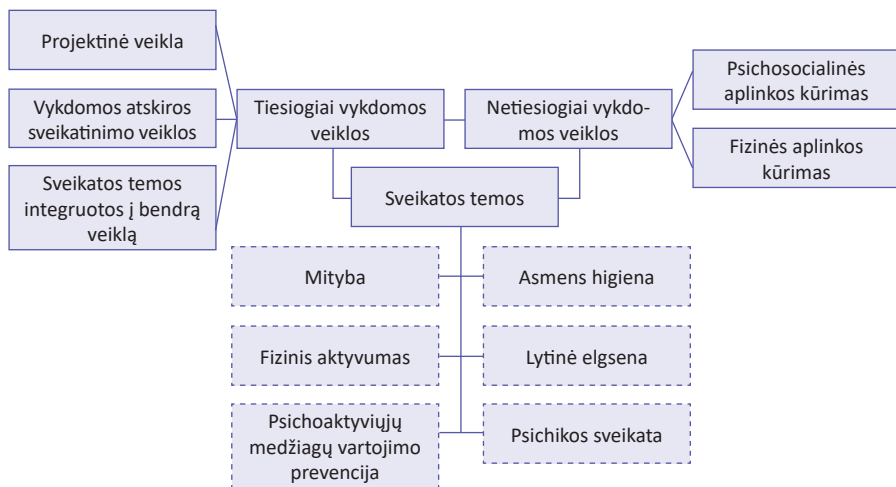 Projektinė veikla
Vykdomos atskiros
sveikatinimo veiklos
Sveikatos temos
integruotos į bendrą
veiklą
Tiesiogiai vykdomos
veiklos
Netiesiogiai vykdo-
mos veiklos
Psichosocialinės
aplinkos kūrimas
Fizinės aplinkos
kūrimas
Sveikatos temos
Mityba
Asmens higiena
Fizinis aktyvumas
Lytinė elgsena
Psichoaktyviųjų
medžiagų vartojimo
prevencija
Psichikos sveikata